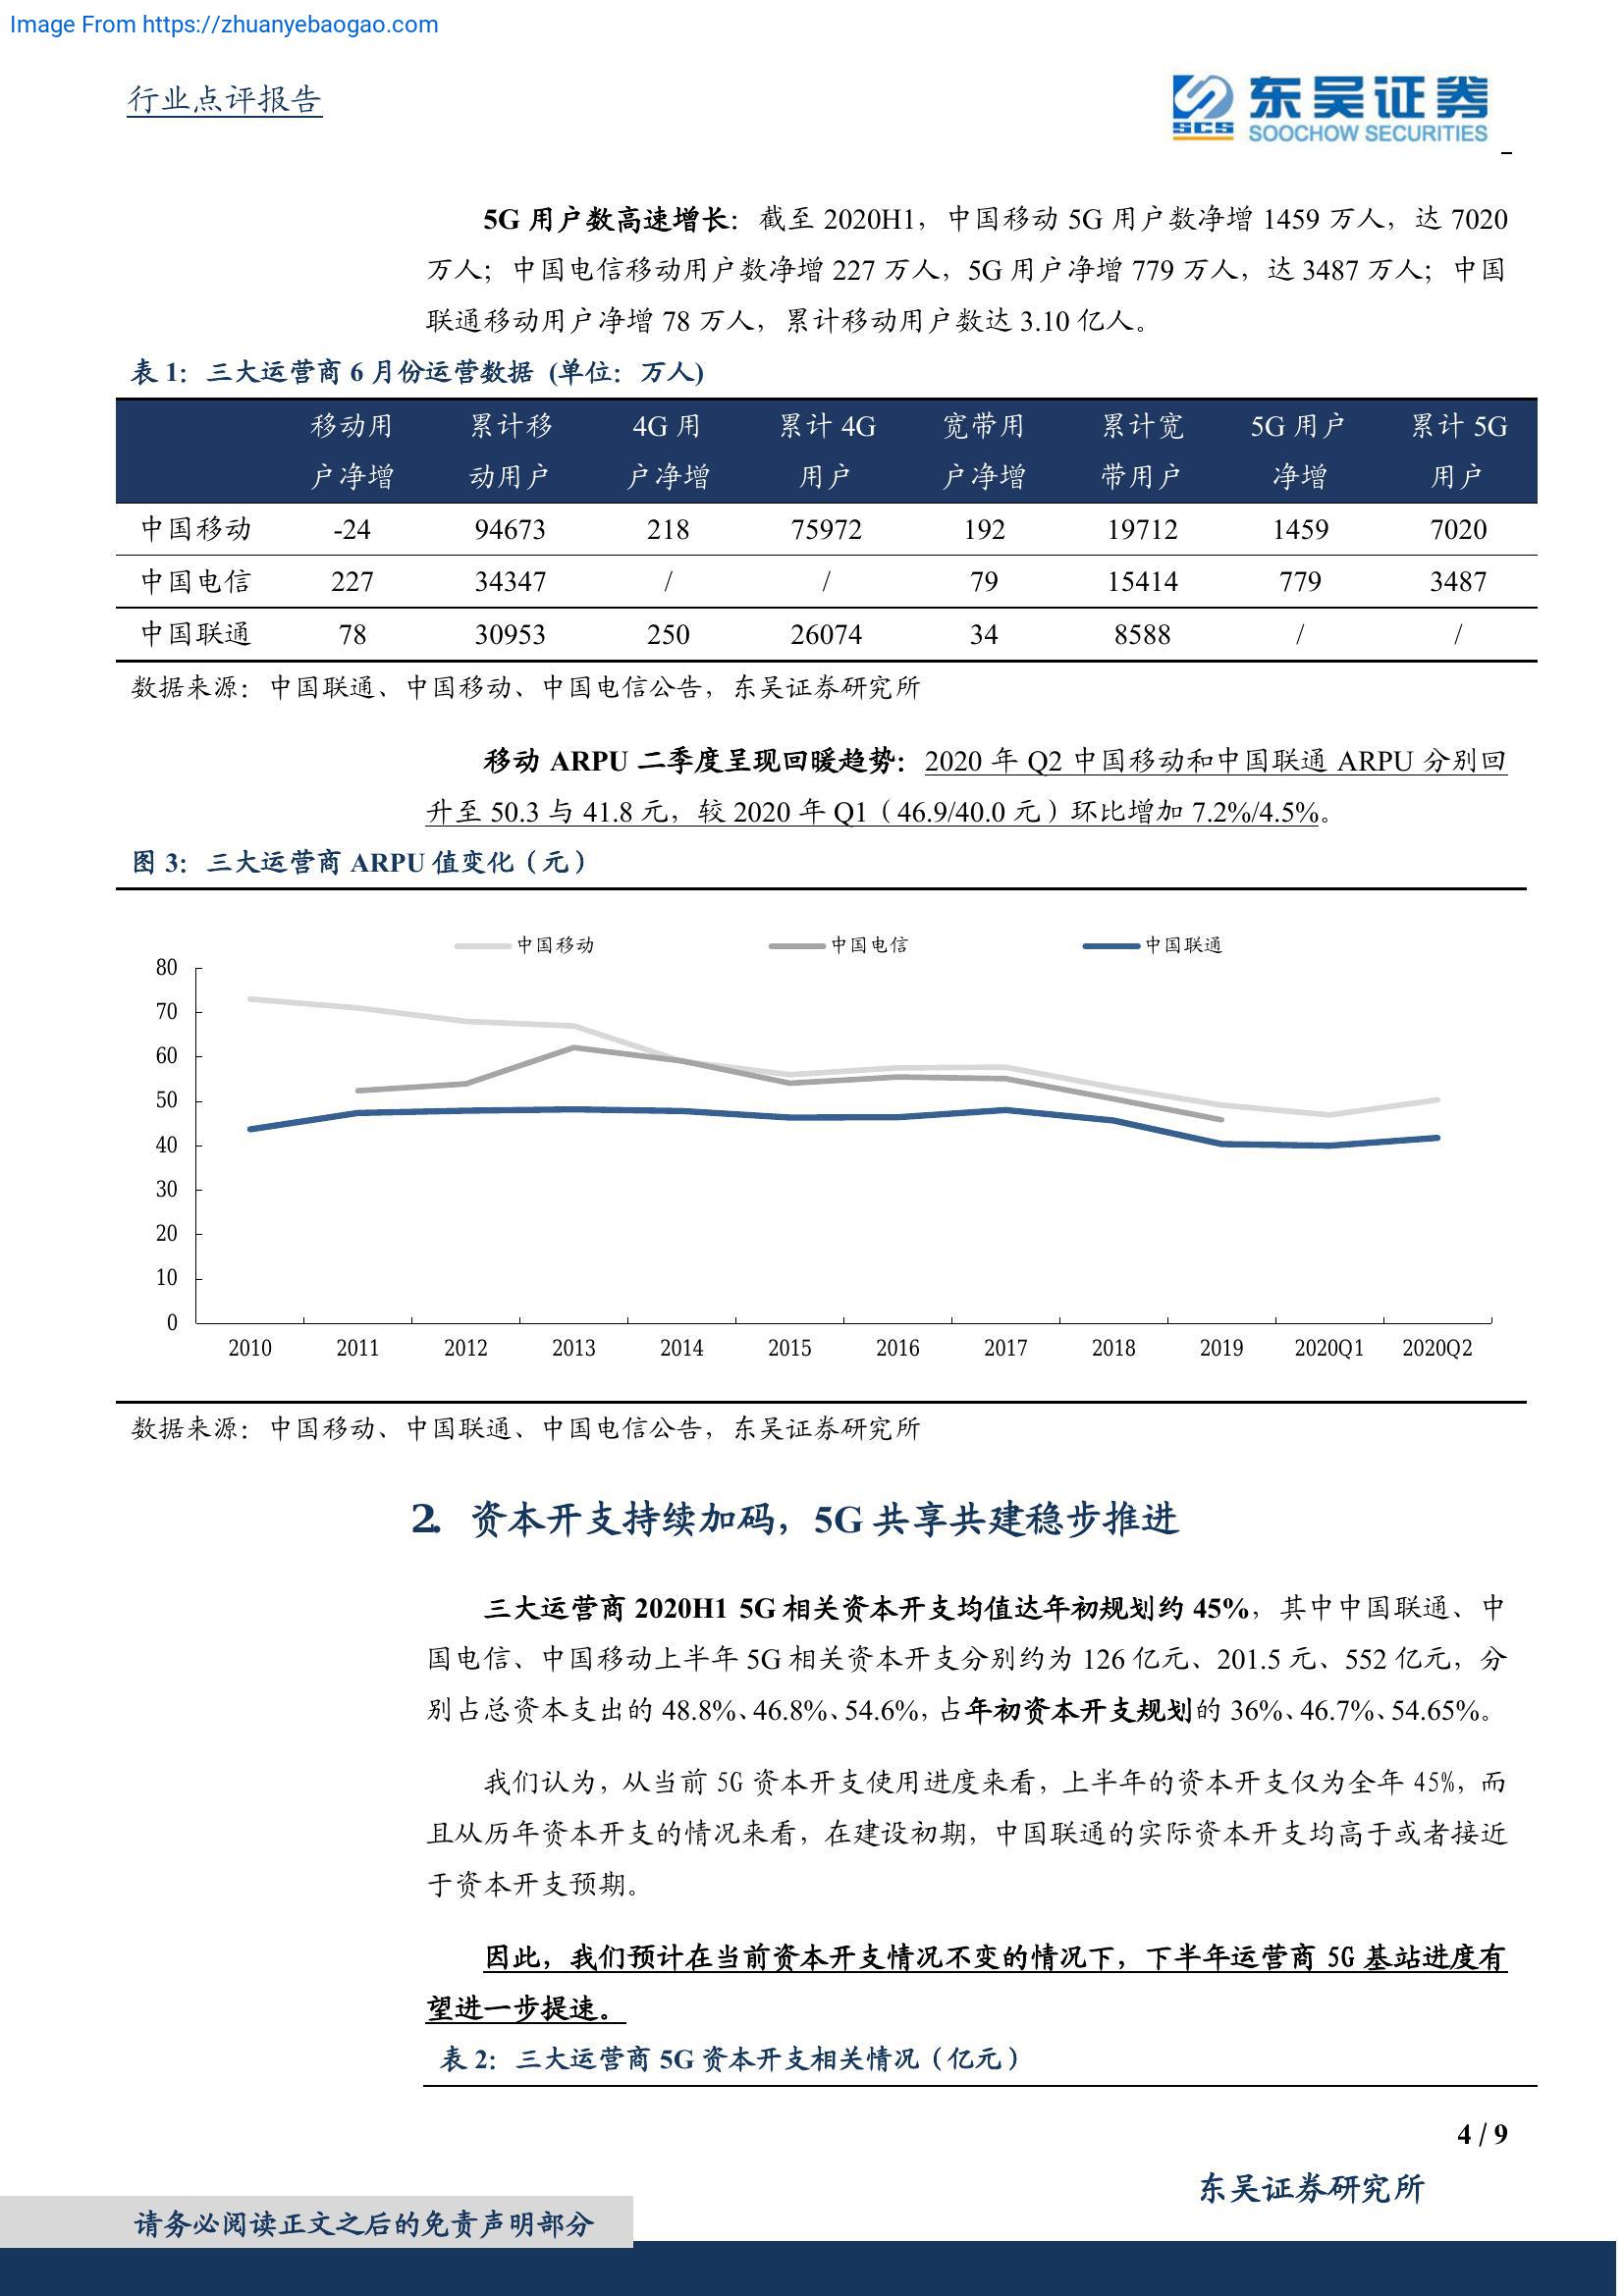 Image From https://zhuanyebaogao.com
行业点评报告
SCS
东吴证券
SOOCHOW SECURITIES
5G 用户数高速增长：截至 2020H1，中国移动 5G 用户数净增 1459 万人，达 7020
万人；中国电信移动用户数净增 227 万人，5G 用户净增 779 万人，达 3487 万人；中国
联通移动用户净增 78 万人，累计移动用户数达 3.10 亿人。
表 1：三大运营商 6 月份运营数据 (单位：万人)
移动用 累计移 4G 用 累计 4G 宽带用 累计宽 5G 用户 累计 5G
户净增 动用户 户净增 用户 户净增 带用户 净增 用户
中国移动 -24 94673 218 75972 192 19712 1459 7020
中国电信 227 34347 / / 79 15414 779 3487
中国联通 78 30953 250 26074 34 8588 / /
数据来源：中国联通、中国移动、中国电信公告，东吴证券研究所
移动 ARPU 二季度呈现回暖趋势：2020 年 Q2 中国移动和中国联通 ARPU 分别回
升至 50.3 与 41.8 元，较 2020 年 Q1（46.9/40.0 元）环比增加 7.2%/4.5%。
图 3：三大运营商 ARPU 值变化（元）
中国移动 中国电信 中国联通
80
70
60
50
40
30
20
10
0
2010 2011 2012 2013 2014 2015 2016 2017 2018 2019 2020Q1 2020Q2
数据来源：中国移动、中国联通、中国电信公告，东吴证券研究所
2. 资本开支持续加码，5G 共享共建稳步推进
三大运营商 2020H1 5G 相关资本开支均值达年初规划约 45%，其中中国联通、中
国电信、中国移动上半年 5G 相关资本开支分别约为 126 亿元、201.5 元、552 亿元，分
别占总资本支出的 48.8%、46.8%、54.6%，占年初资本开支规划的 36%、46.7%、54.65%。
我们认为，从当前 5G 资本开支使用进度来看，上半年的资本开支仅为全年 45%，而
且从历年资本开支的情况来看，在建设初期，中国联通的实际资本开支均高于或者接近
于资本开支预期。
因此，我们预计在当前资本开支情况不变的情况下，下半年运营商 5G 基站进度有
望进一步提速。
表 2：三大运营商 5G 资本开支相关情况（亿元）
4 / 9
东吴证券研究所
请务必阅读正文之后的免责声明部分